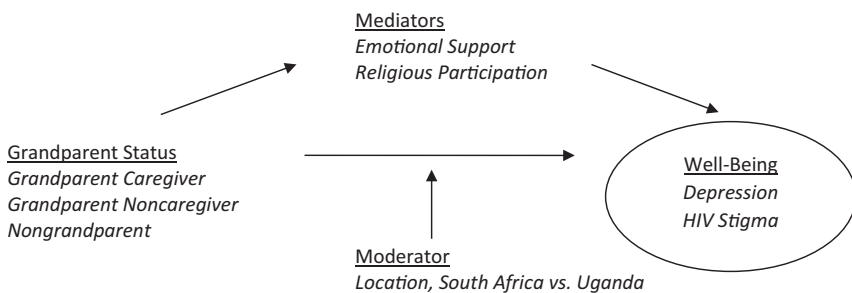 Mediators
Emotional Support
Religious Participation
Grandparent Status
Grandparent Caregiver
Grandparent Noncaregiver
Nongrandparent
Well-Being
Depression
HIV Stigma
Moderator
Location, South Africa vs. Uganda